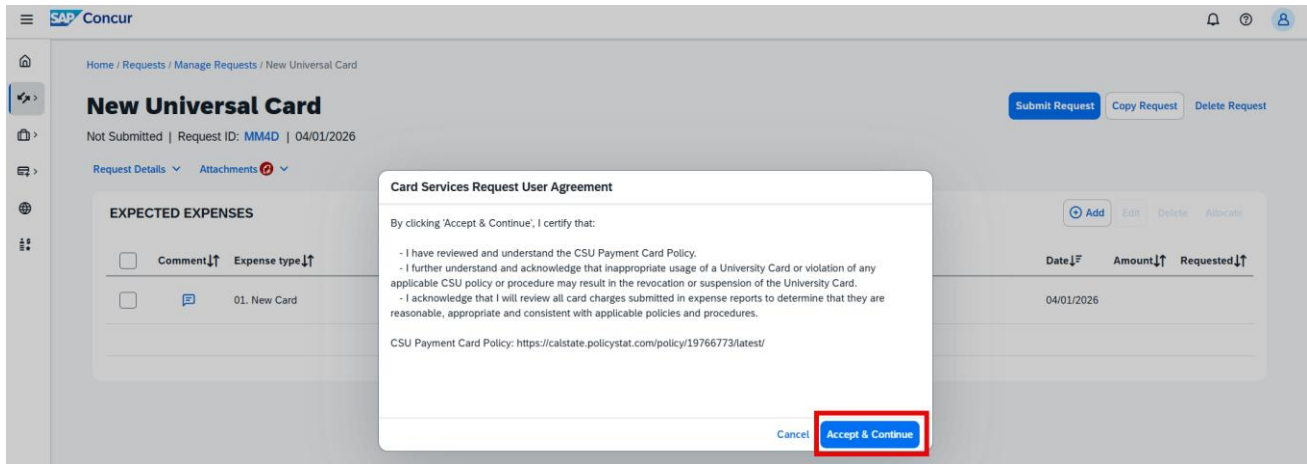 SAP Concur
Home / Requests / Manage Requests / New Universal Card
New Universal Card
Submit Request Copy Request Delete Request
Not Submitted | Request ID: MM4D | 04/01/2026
Request Details Attachments
Card Services Request User Agreement
EXPECTED EXPENSES
Add Edit Delete Allocate
By clicking 'Accept & Continue', I certify that:
- I have reviewed and understand the CSU Payment Card Policy.
- I further understand and acknowledge that inappropriate usage of a University Card or violation of any
applicable CSU policy or procedure may result in the revocation or suspension of the University Card.
- I acknowledge that I will review all card charges submitted in expense reports to determine that they are
reasonable, appropriate and consistent with applicable policies and procedures.
CSU Payment Card Policy: https://calstate.policystat.com/policy/19766773/latest/
Comment Expense type Date Amount Requested
01. New Card 04/01/2026
Cancel Accept & Continue